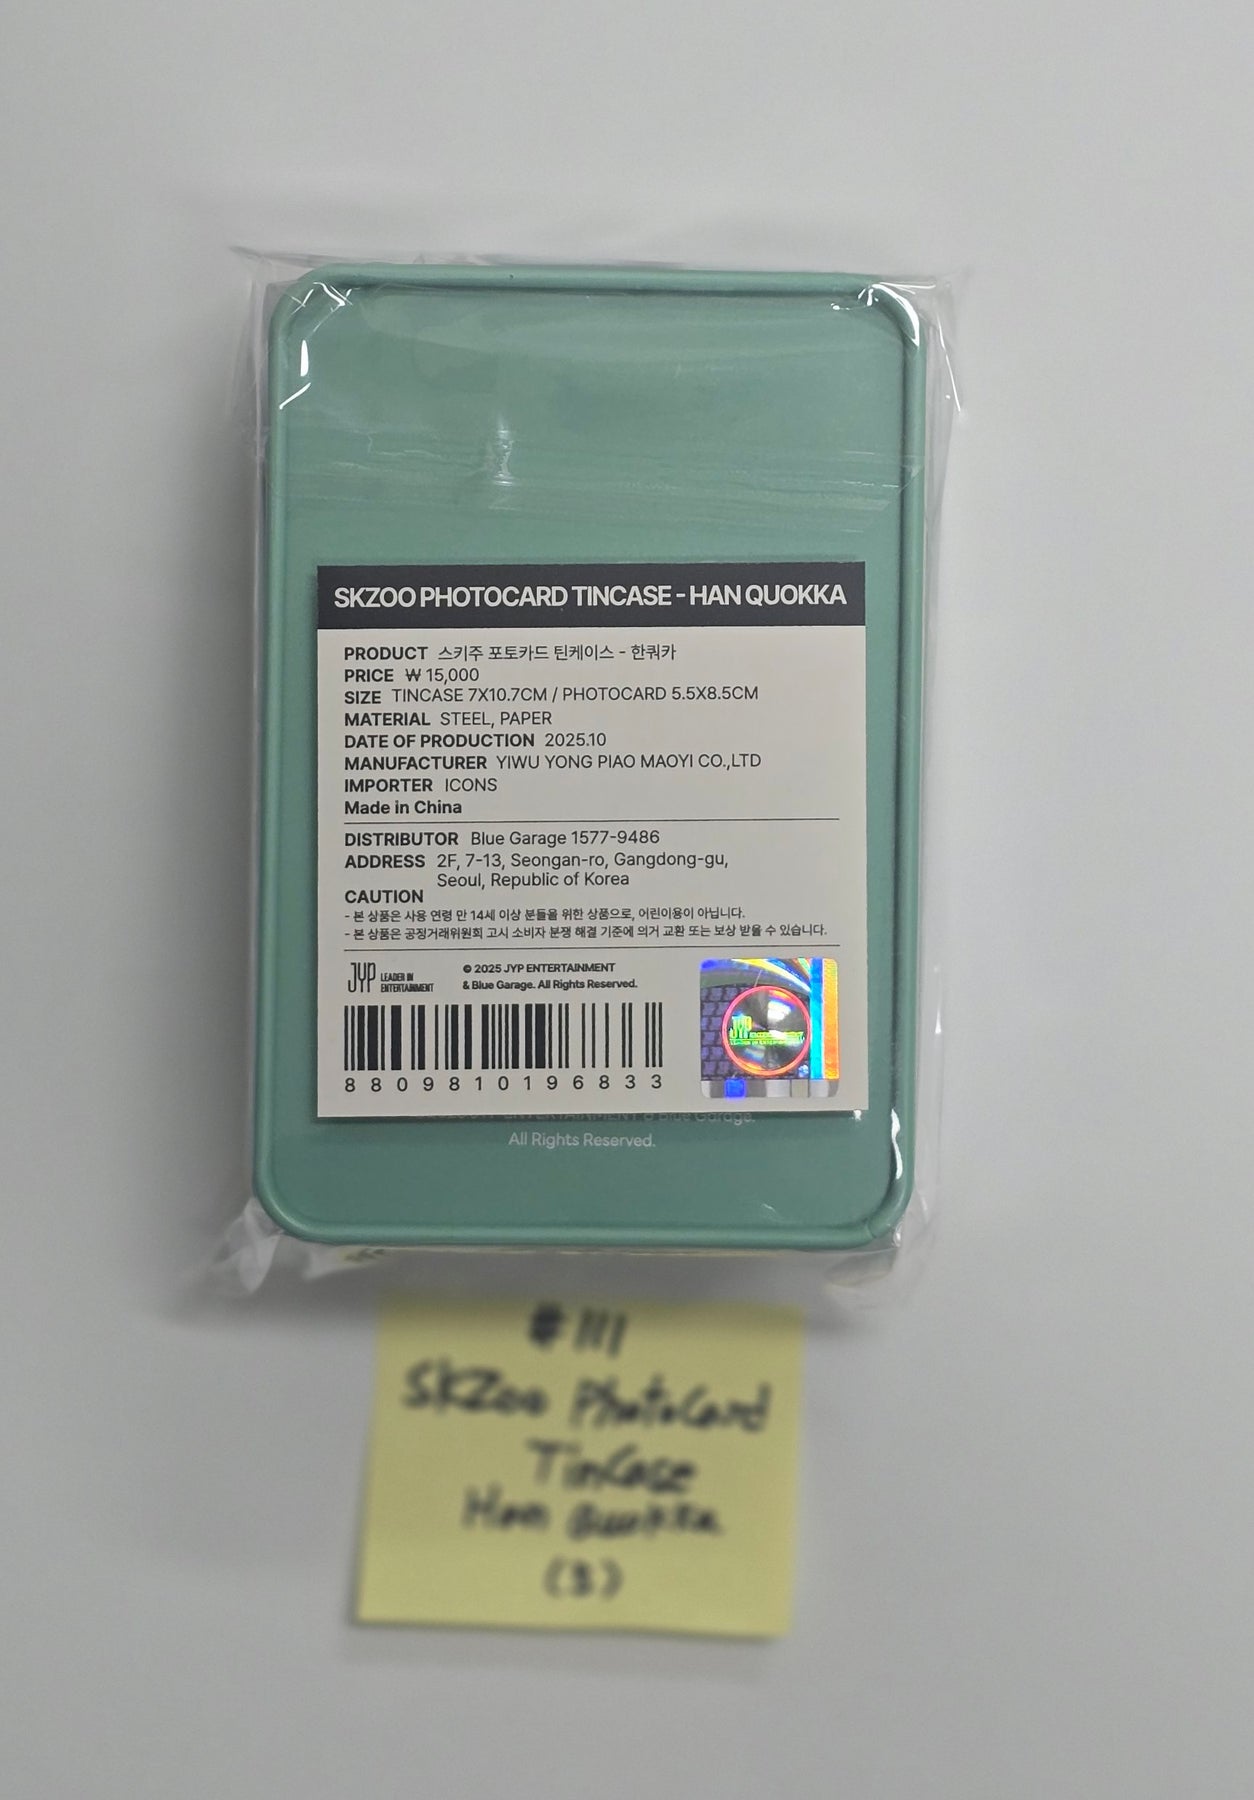 SKZOO PHOTOCARD TINCASE - HAN QUOKKA
PRODUCT 스키주 포토카드 틴케이스 - 한쿼카
PRICE ₩ 15,000
SIZE TINCASE 7X10.7CM / PHOTOCARD 5.5X8.5CM
MATERIAL STEEL, PAPER
DATE OF PRODUCTION 2025.10
MANUFACTURER YIWU YONG PIAO MAOYI CO.,LTD
IMPORTER ICONS
Made in China
DISTRIBUTOR Blue Garage 1577-9486
ADDRESS 2F, 7-13, Seongan-ro, Gangdong-gu,
Seoul, Republic of Korea
CAUTION
- 본 상품은 사용 연령 만 14세 이상 분들을 위한 상품으로, 어린이용이 아닙니다.
- 본 상품은 공정거래위원회 고시 소비자 분쟁 해결 기준에 의거 교환 또는 보상 받을 수 있습니다.
JYP LEADER IN
ENTERTAINMENT
© 2025 JYP ENTERTAINMENT
& Blue Garage. All Rights Reserved.
8809810196833
JYP
ENTERTAINMENT & Blue Garage.
All Rights Reserved.
#111
SKZoo Photocard
TinCase
Han Quokka
(3)